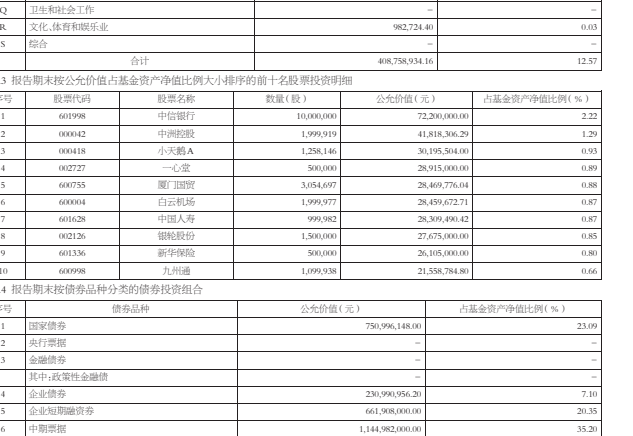 Q 卫生和社会工作 – –
R 文化、体育和娱乐业 982,724.40 0.03
S 综合 – –
合计 408,758,934.16 12.57
.3 报告期末按公允价值占基金资产净值比例大小排序的前十名股票投资明细
序号 股票代码 股票名称 数量(股) 公允价值(元) 占基金资产净值比例(%)
1 601998 中信银行 10,000,000 72,200,000.00 2.22
2 000042 中洲控股 1,999,919 41,818,306.29 1.29
3 000418 小天鹅A 1,258,146 30,195,504.00 0.93
4 002727 一心堂 500,000 28,915,000.00 0.89
5 600755 厦门国贸 3,054,697 28,469,776.04 0.88
6 600004 白云机场 1,999,977 28,459,672.71 0.87
7 601628 中国人寿 999,982 28,309,490.42 0.87
8 002126 银轮股份 1,500,000 27,675,000.00 0.85
9 601336 新华保险 500,000 26,105,000.00 0.80
10 600998 九州通 1,099,938 21,558,784.80 0.66
.4 报告期末按债券品种分类的债券投资组合
序号 债券品种 公允价值(元) 占基金资产净值比例(%)
1 国家债券 750,996,148.00 23.09
2 央行票据 – –
3 金融债券 – –
其中:政策性金融债 – –
4 企业债券 230,990,956.20 7.10
5 企业短期融资券 661,908,000.00 20.35
6 中期票据 1,144,982,000.00 35.20